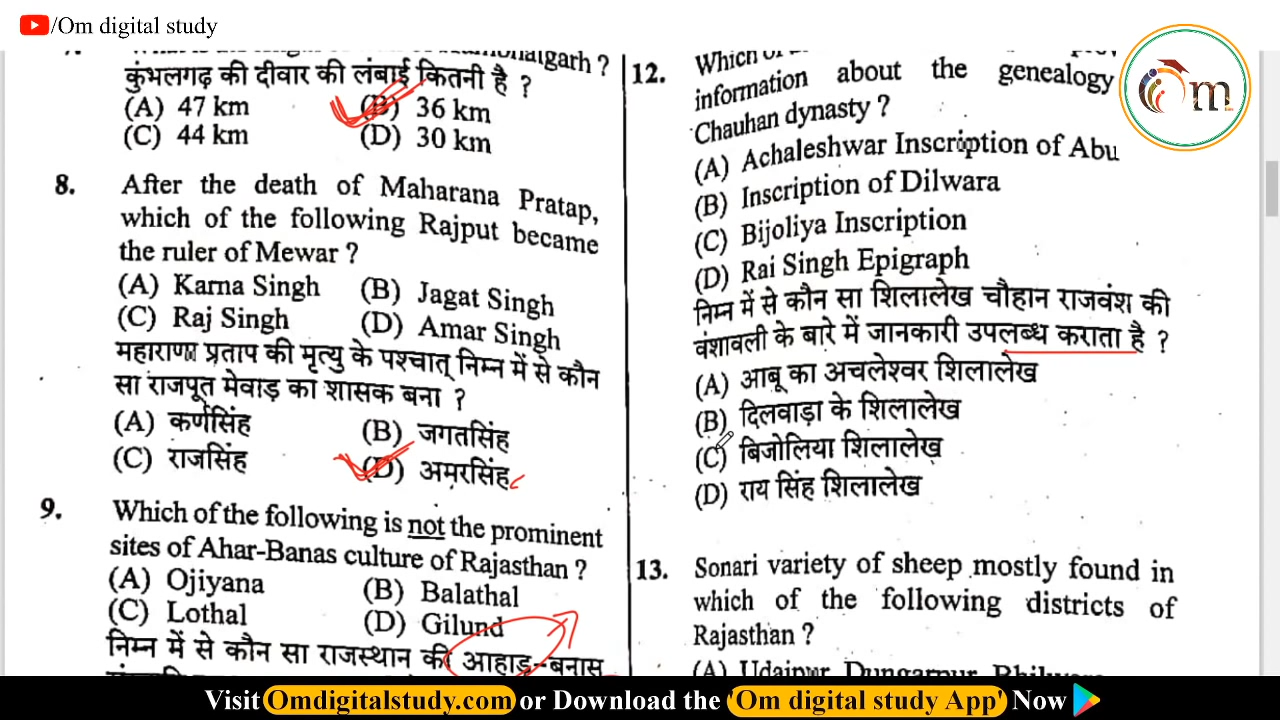 /Om digital study
कुंभलगढ़ की दीवार की लंबाई कितनी है ?
(A) 47 km (B) 36 km
(C) 44 km (D) 30 km
8. After the death of Maharana Pratap,
which of the following Rajput became
the ruler of Mewar ?
(A) Karna Singh (B) Jagat Singh
(C) Raj Singh (D) Amar Singh
महाराणा प्रताप की मृत्यु के पश्चात् निम्न में से कौन
सा राजपूत मेवाड़ का शासक बना ?
(A) कर्णसिंह (B) जगतसिंह
(C) राजसिंह (D) अमरसिंह
9. Which of the following is not the prominent
sites of Ahar-Banas culture of Rajasthan ?
(A) Ojiyana (B) Balathal
(C) Lothal (D) Gilund
निम्न में से कौन सा राजस्थान की आहाड़-बनास
12. Which
information about the genealogy
Chauhan dynasty ?
(A) Achaleshwar Inscription of Abu
(B) Inscription of Dilwara
(C) Bijoliya Inscription
(D) Rai Singh Epigraph
निम्न में से कौन सा शिलालेख चौहान राजवंश की
वंशावली के बारे में जानकारी उपलब्ध कराता है ?
(A) आबू का अचलेश्वर शिलालेख
(B) दिलवाड़ा के शिलालेख
(C) बिजोलिया शिलालेख
(D) राय सिंह शिलालेख
13. Sonari variety of sheep mostly found in
which of the following districts of
Rajasthan ?
(A) Udaipur, Dungarpur, Bhilwara
Om
Visit Omdigitalstudy.com or Download the 'Om digital study App' Now